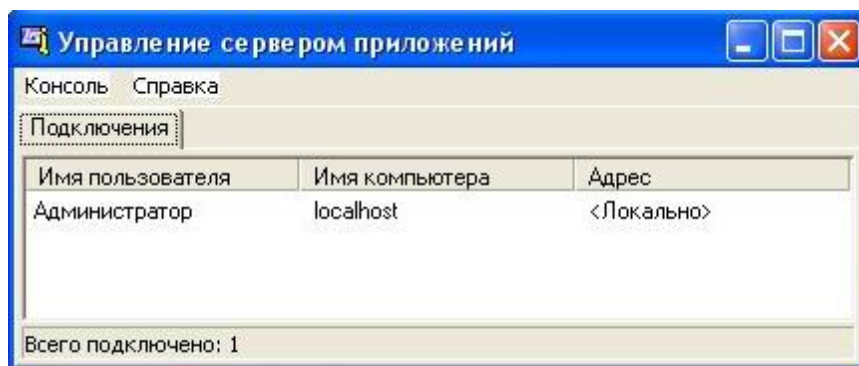 Управление сервером приложений
Консоль Справка
Подключения
Имя пользователя Имя компьютера Адрес
Администратор localhost <Локально>
Всего подключено: 1